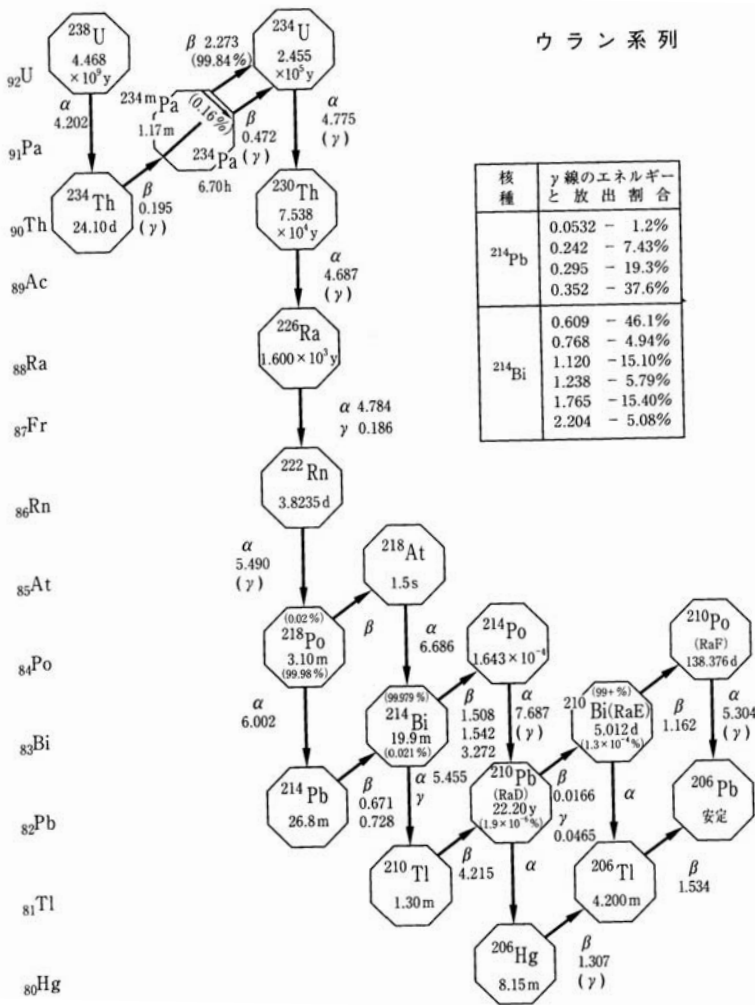 ウラン系列
238U
4.468
×10⁹y
β 2.273
(99.84%)
234U
2.455
×10⁵y
92U
α
4.202
234mPa
(0.16%)
1.17m
β
0.472
(γ)
α
4.775
(γ)
91Pa
234Pa
6.70h
234Th
24.10d
β
0.195
(γ)
230Th
7.538
×10⁴y
90Th
α
4.687
(γ)
89Ac
226Ra
1.600×10³y
88Ra
α 4.784
γ 0.186
87Fr
222Rn
3.8235d
86Rn
α
5.490
(γ)
218At
1.5s
85At
(0.02%)
218Po
3.10m
(99.98%)
β
α
6.686
214Po
1.643×10⁻⁴
210Po
(RaF)
138.376d
84Po
α
6.002
(99.979%)
214Bi
19.9m
(0.021%)
β
1.508
1.542
3.272
α
7.687
(γ)
(99+%)
210Bi(RaE)
5.012d
(1.3×10⁻⁴%)
β
1.162
α
5.304
(γ)
83Bi
214Pb
26.8m
β
0.671
0.728
α 5.455
γ
210Pb
(RaD)
22.20y
(1.9×10⁻⁶%)
β
0.0166
γ
0.0465
α
206Pb
安定
82Pb
210Tl
1.30m
β
4.215
α
206Tl
4.200m
β
1.534
81Tl
206Hg
8.15m
β
1.307
(γ)
80Hg
核種 γ線のエネルギーと放出割合
214Pb
0.0532 － 1.2%
0.242 － 7.43%
0.295 － 19.3%
0.352 － 37.6%
214Bi
0.609 － 46.1%
0.768 － 4.94%
1.120 －15.10%
1.238 － 5.79%
1.765 －15.40%
2.204 － 5.08%